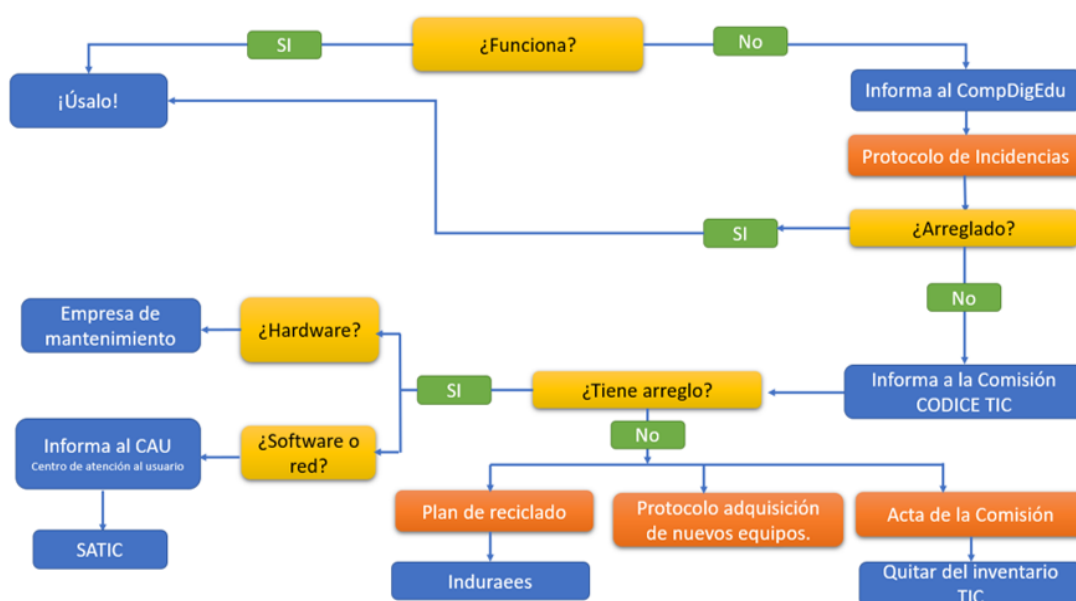 ¿Funciona?
SI
No
¡Úsalo!
Informa al CompDigEdu
Protocolo de Incidencias
¿Arreglado?
SI
No
Empresa de
mantenimiento
¿Hardware?
¿Tiene arreglo?
SI
Informa a la Comisión
CODICE TIC
No
Informa al CAU
Centro de atención al usuario
¿Software o
red?
SATIC
Plan de reciclado
Protocolo adquisición
de nuevos equipos.
Acta de la Comisión
Induraees
Quitar del inventario
TIC